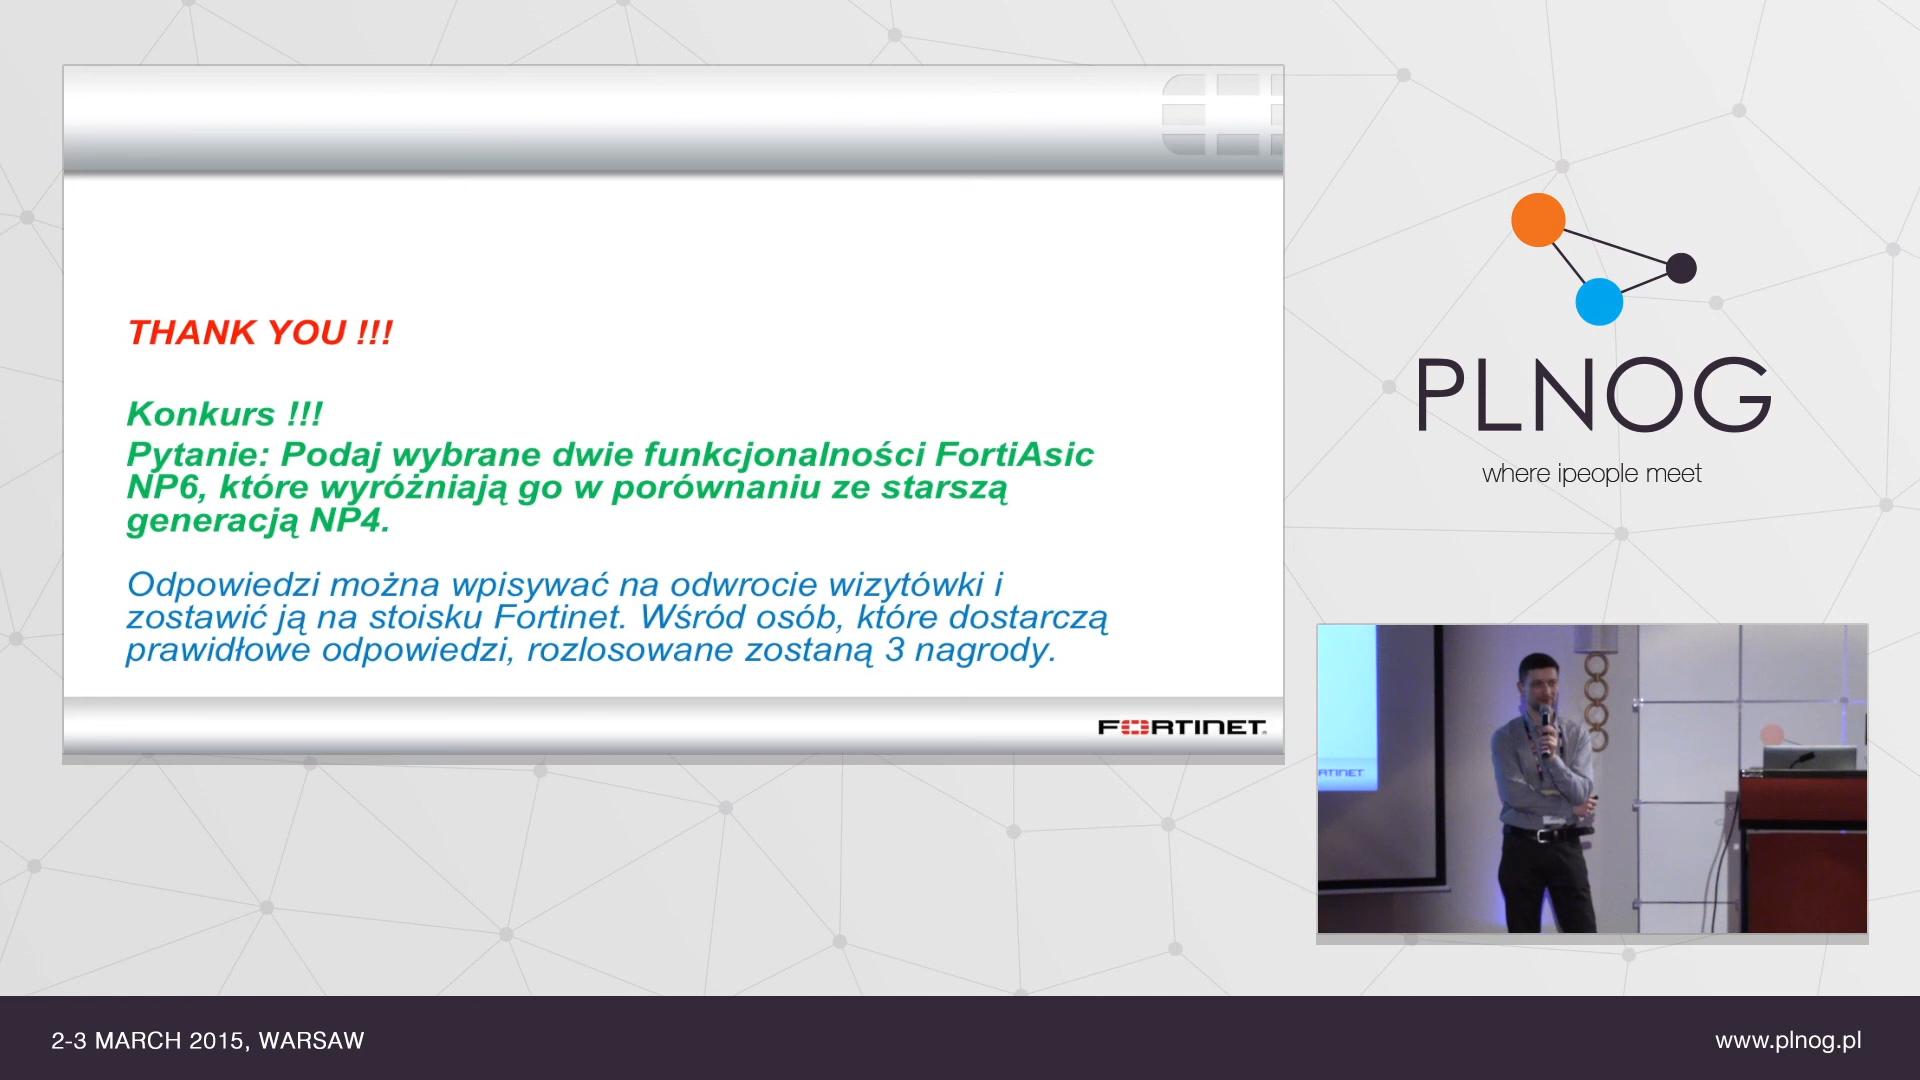 THANK YOU !!!
Konkurs !!!
Pytanie: Podaj wybrane dwie funkcjonalności FortiAsic
NP6, które wyróżniają go w porównaniu ze starszą
generacją NP4.
Odpowiedzi można wpisywać na odwrocie wizytówki i
zostawić ją na stoisku Fortinet. Wśród osób, które dostarczą
prawidłowe odpowiedzi, rozlosowane zostaną 3 nagrody.
FORTINET
PLNOG
where ipeople meet
RTINET
2-3 MARCH 2015, WARSAW
www.plnog.pl